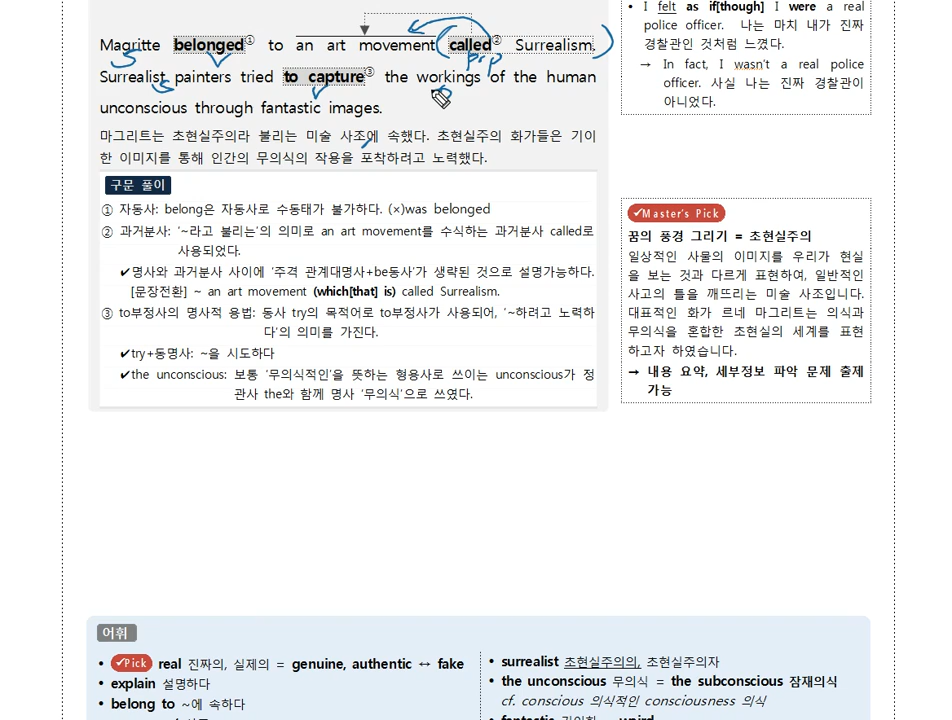 Magritte belonged① to an art movement called② Surrealism.
Surrealist painters tried to capture③ the workings of the human
unconscious through fantastic images.
마그리트는 초현실주의라 불리는 미술 사조에 속했다. 초현실주의 화가들은 기이
한 이미지를 통해 인간의 무의식의 작용을 포착하려고 노력했다.
구문 풀이
① 자동사: belong은 자동사로 수동태가 불가하다. (×)was belonged
② 과거분사: '~라고 불리는'의 의미로 an art movement를 수식하는 과거분사 called로
사용되었다.
✔명사와 과거분사 사이에 '주격 관계대명사+be동사'가 생략된 것으로 설명가능하다.
[문장전환] ~ an art movement (which[that] is) called Surrealism.
③ to부정사의 명사적 용법: 동사 try의 목적어로 to부정사가 사용되어, '~하려고 노력하
다'의 의미를 가진다.
✔try+동명사: ~을 시도하다
✔the unconscious: 보통 '무의식적인'을 뜻하는 형용사로 쓰이는 unconscious가 정
관사 the와 함께 명사 '무의식'으로 쓰였다.
• I felt as if[though] I were a real
police officer. 나는 마치 내가 진짜
경찰관인 것처럼 느꼈다.
→ In fact, I wasn't a real police
officer. 사실 나는 진짜 경찰관이
아니었다.
✔Master's Pick
꿈의 풍경 그리기 = 초현실주의
일상적인 사물의 이미지를 우리가 현실
을 보는 것과 다르게 표현하여, 일반적인
사고의 틀을 깨뜨리는 미술 사조입니다.
대표적인 화가 르네 마그리트는 의식과
무의식을 혼합한 초현실의 세계를 표현
하고자 하였습니다.
→ 내용 요약, 세부정보 파악 문제 출제
가능
어휘
• ✔Pick real 진짜의, 실제의 = genuine, authentic ↔ fake
• explain 설명하다
• belong to ~에 속하다
• surrealist 초현실주의의, 초현실주의자
• the unconscious 무의식 = the subconscious 잠재의식
cf. conscious 의식적인 consciousness 의식